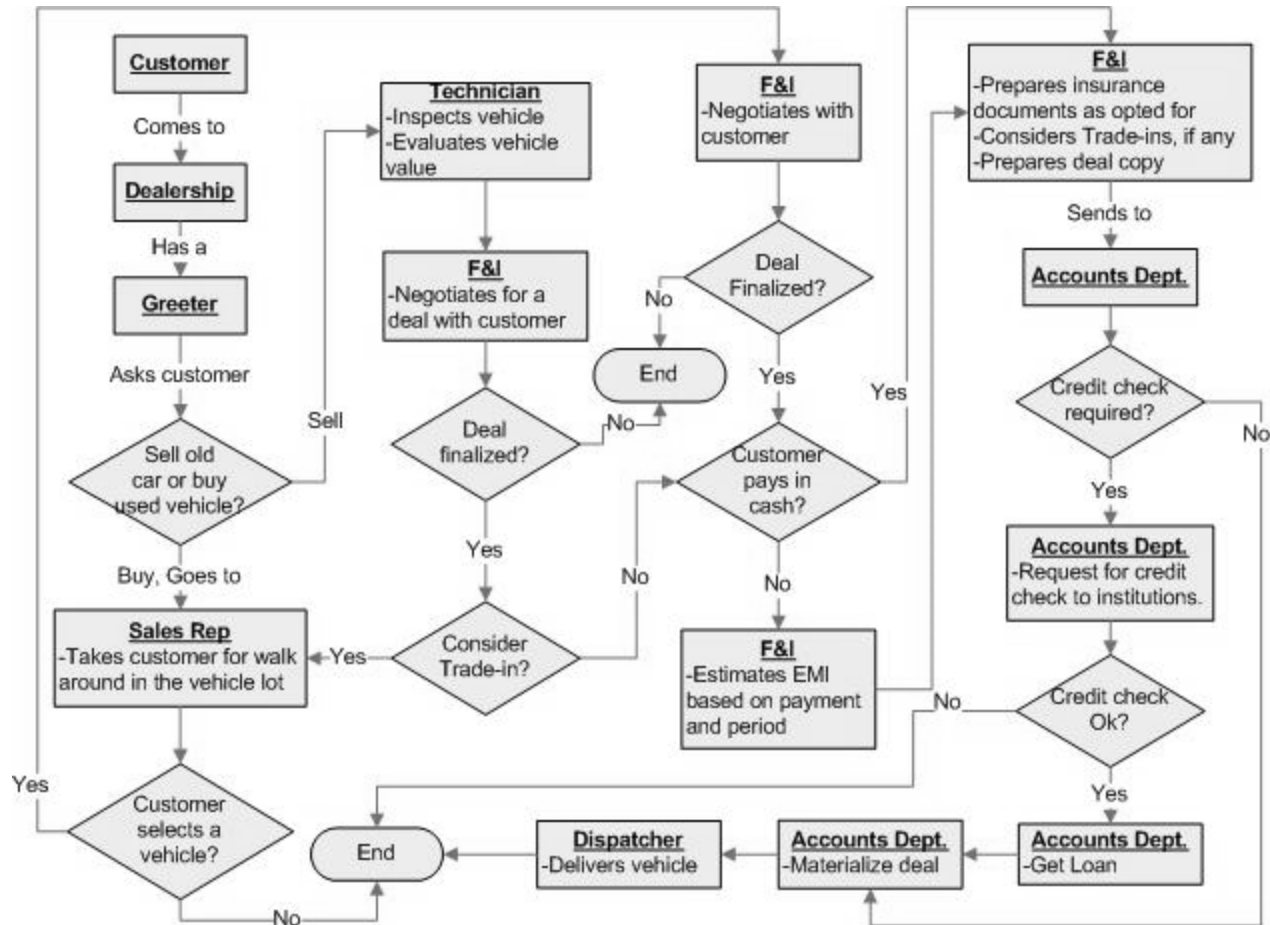 Customer
Comes to
Dealership
Has a
Greeter
Asks customer
Sell old
car or buy
used vehicle?
Sell
Buy, Goes to
Sales Rep
-Takes customer for walk
around in the vehicle lot
Customer
selects a
vehicle?
Yes
No
End
Technician
-Inspects vehicle
-Evaluates vehicle
value
F&I
-Negotiates for a
deal with customer
Deal
finalized?
No
Yes
Consider
Trade-in?
Yes
No
F&I
-Negotiates with
customer
Deal
Finalized?
No
End
Yes
Customer
pays in
cash?
Yes
No
F&I
-Estimates EMI
based on payment
and period
F&I
-Prepares insurance
documents as opted for
-Considers Trade-ins, if any
-Prepares deal copy
Sends to
Accounts Dept.
Credit check
required?
No
Yes
Accounts Dept.
-Request for credit
check to institutions.
Credit check
Ok?
No
Yes
Accounts Dept.
-Get Loan
Accounts Dept.
-Materialize deal
Dispatcher
-Delivers vehicle